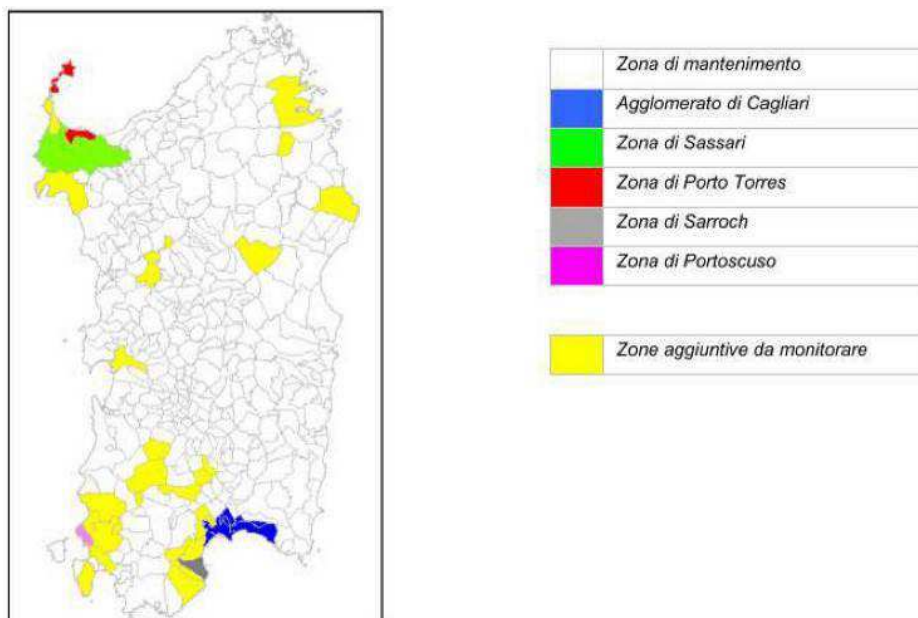 Zona di mantenimento
Agglomerato di Cagliari
Zona di Sassari
Zona di Porto Torres
Zona di Sarroch
Zona di Portoscuso
Zone aggiuntive da monitorare